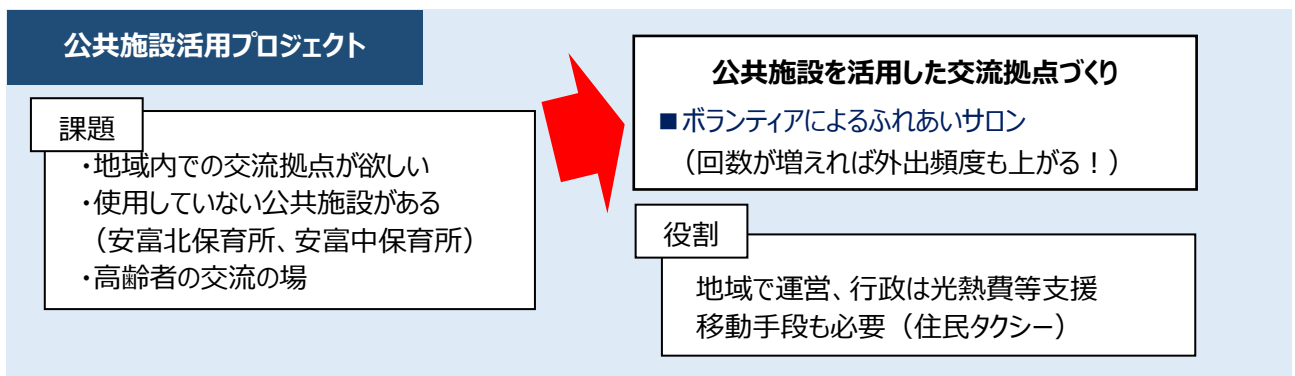 公共施設活用プロジェクト
課題
・地域内での交流拠点が欲しい
・使用していない公共施設がある
（安富北保育所、安富中保育所）
・高齢者の交流の場
公共施設を活用した交流拠点づくり
■ボランティアによるふれあいサロン
（回数が増えれば外出頻度も上がる！）
役割
地域で運営、行政は光熱費等支援
移動手段も必要（住民タクシー）